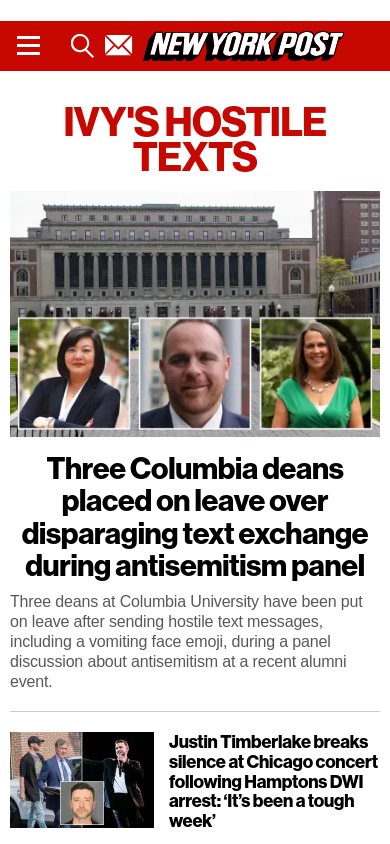 NEW YORK POST
IVY'S HOSTILE
TEXTS
Three Columbia deans
placed on leave over
disparaging text exchange
during antisemitism panel
Three deans at Columbia University have been put
on leave after sending hostile text messages,
including a vomiting face emoji, during a panel
discussion about antisemitism at a recent alumni
event.
Justin Timberlake breaks
silence at Chicago concert
following Hamptons DWI
arrest: ‘It’s been a tough
week’